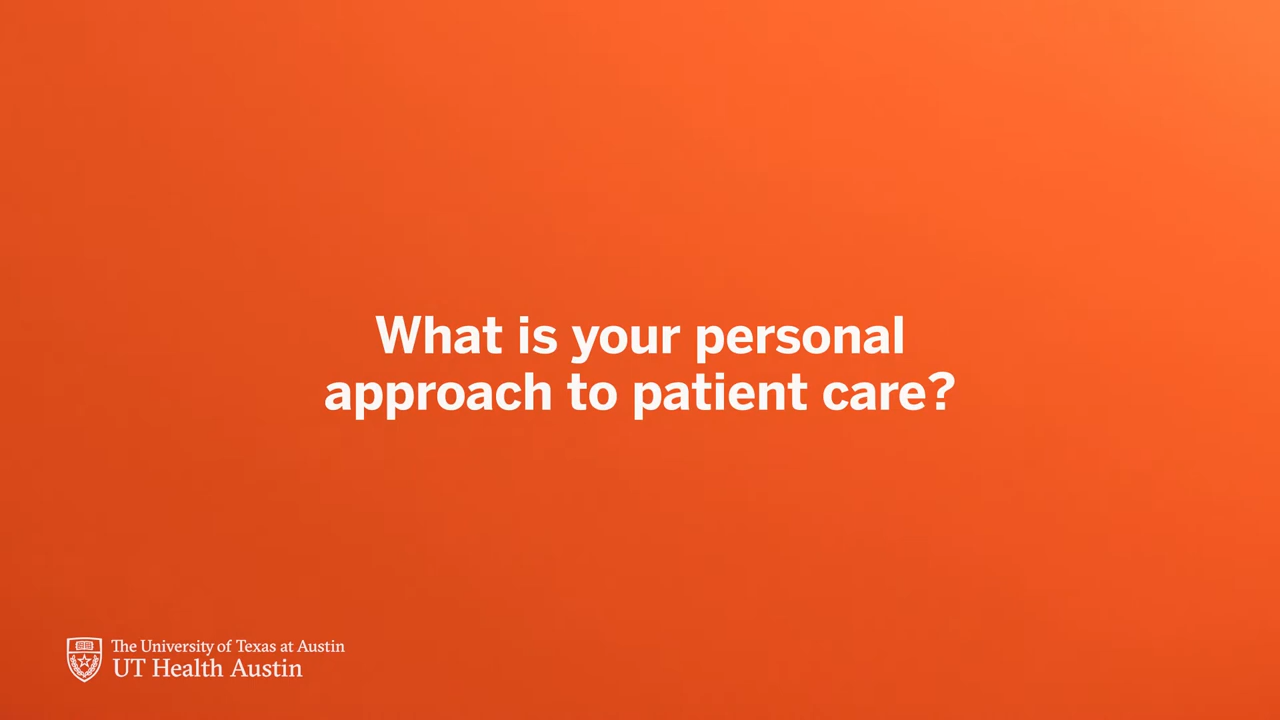 What is your personal
approach to patient care?
The University of Texas at Austin
UT Health Austin